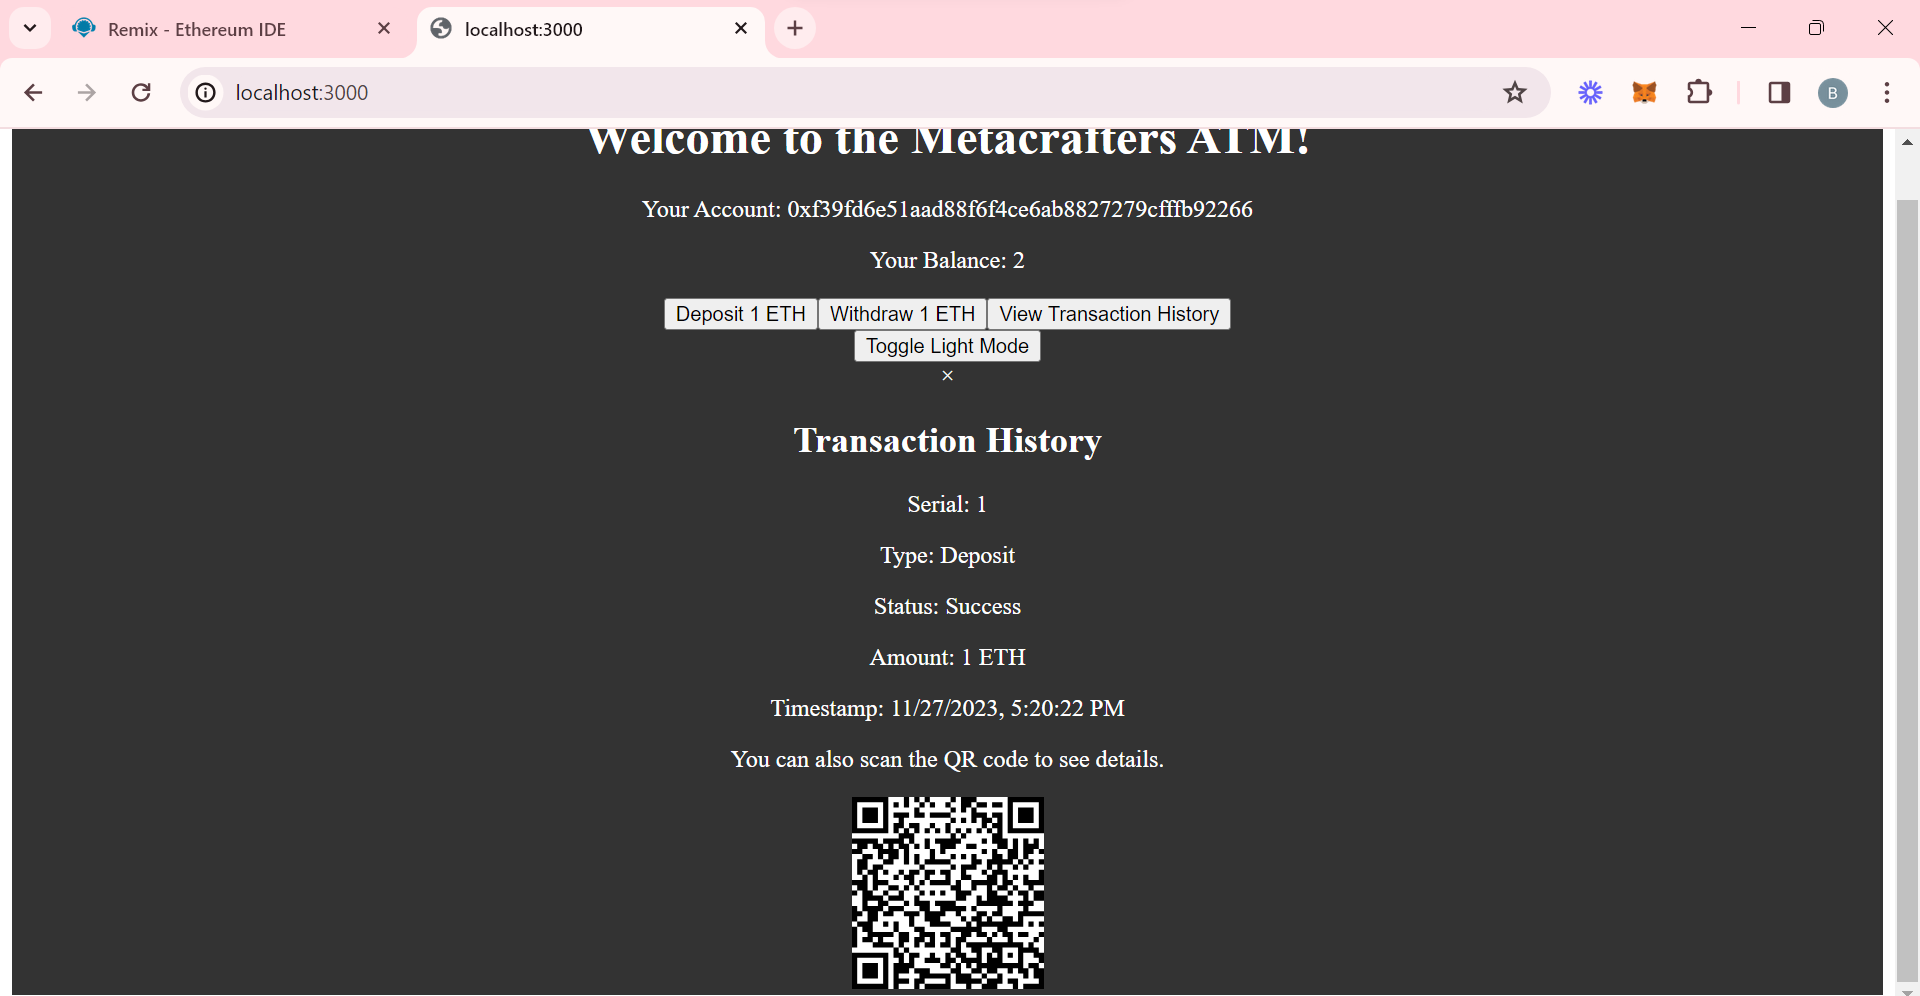 Remix - Ethereum IDE
localhost:3000
localhost:3000
B
Welcome to the Metacrafters ATM!
Your Account: 0xf39fd6e51aad88f6f4ce6ab8827279cfffb92266
Your Balance: 2
Deposit 1 ETH Withdraw 1 ETH View Transaction History
Toggle Light Mode
×
Transaction History
Serial: 1
Type: Deposit
Status: Success
Amount: 1 ETH
Timestamp: 11/27/2023, 5:20:22 PM
You can also scan the QR code to see details.